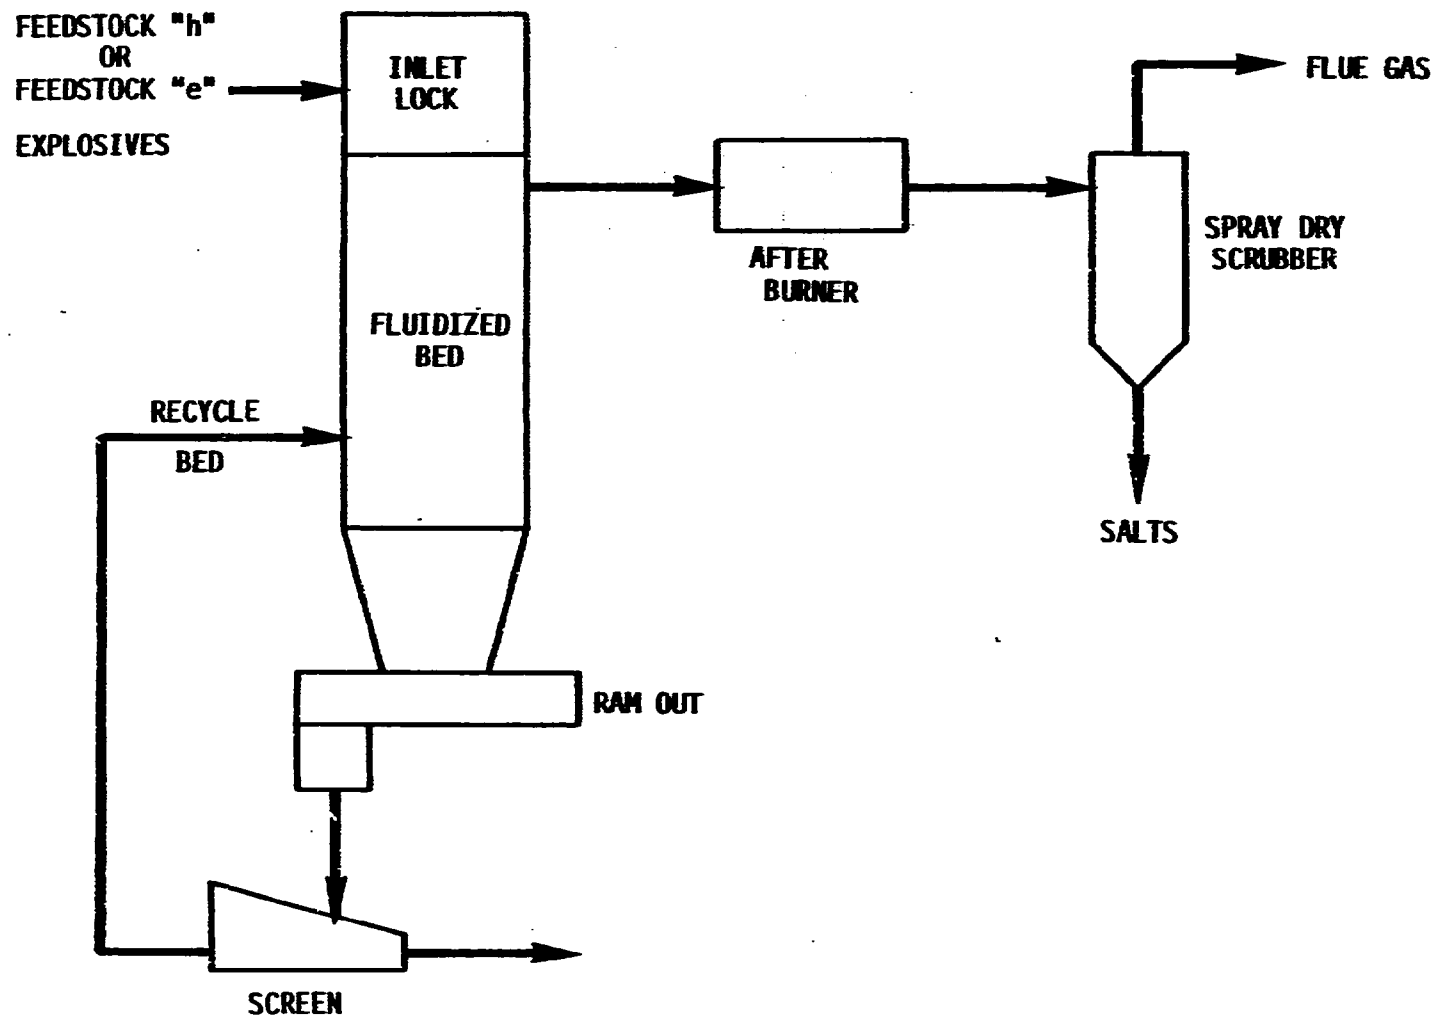 FEEDSTOCK "h"
OR
FEEDSTOCK "e"
EXPLOSIVES
INLET
LOCK
FLUIDIZED
BED
RECYCLE
BED
RAM OUT
SCREEN
AFTER
BURNER
FLUE GAS
SPRAY DRY
SCRUBBER
SALTS